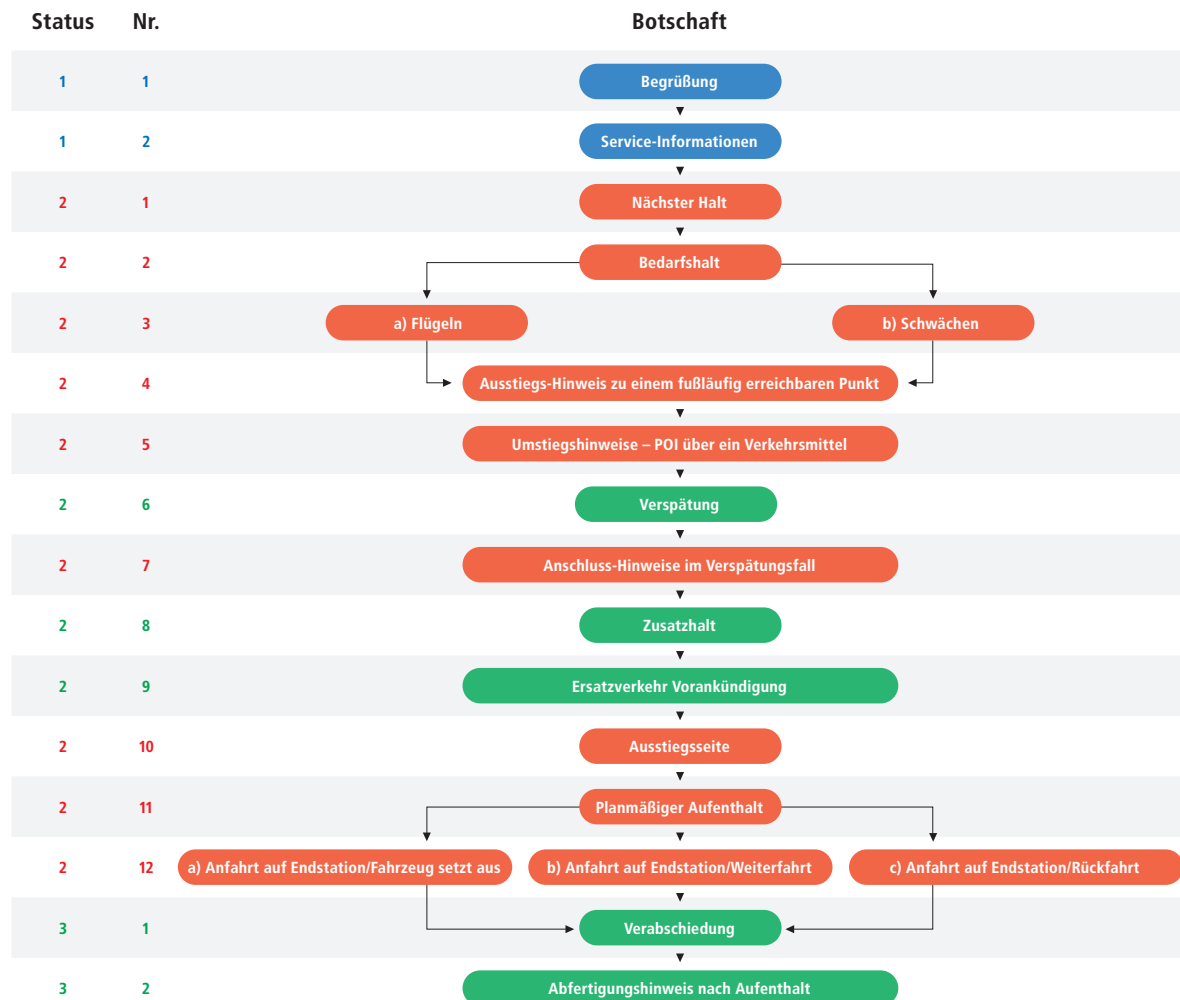 Status Nr. Botschaft
1 1 Begrüßung
1 2 Service-Informationen
2 1 Nächster Halt
2 2 Bedarfshalt
2 3 a) Flügeln b) Schwächen
2 4 Ausstiegs-Hinweis zu einem fußläufig erreichbaren Punkt
2 5 Umstiegshinweise – POI über ein Verkehrsmittel
2 6 Verspätung
2 7 Anschluss-Hinweise im Verspätungsfall
2 8 Zusatzhalt
2 9 Ersatzverkehr Vorankündigung
2 10 Ausstiegsseite
2 11 Planmäßiger Aufenthalt
2 12 a) Anfahrt auf Endstation/Fahrzeug setzt aus b) Anfahrt auf Endstation/Weiterfahrt c) Anfahrt auf Endstation/Rückfahrt
3 1 Verabschiedung
3 2 Abfertigungshinweis nach Aufenthalt